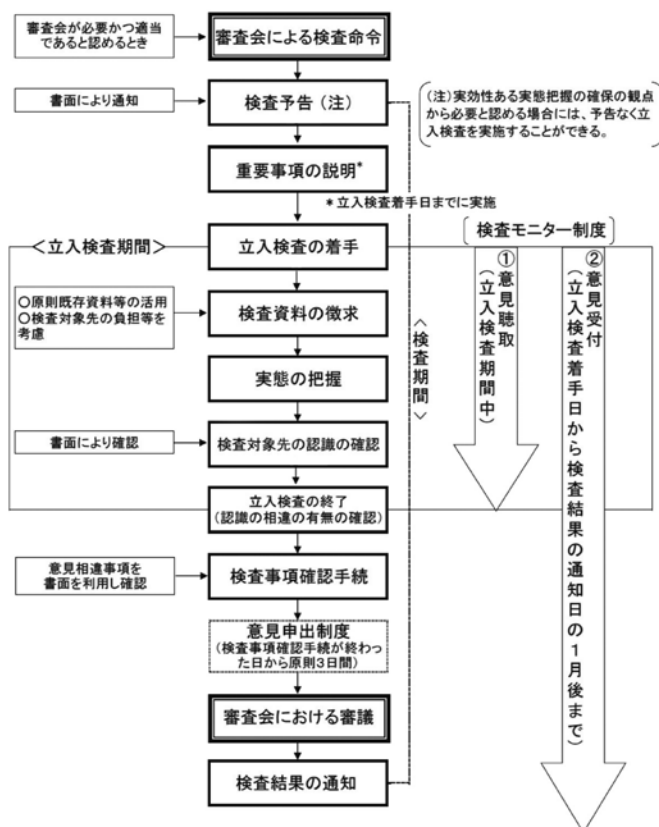 審査会が必要かつ適当
であると認めるとき
審査会による検査命令
書面により通知
検査予告（注）
（注）実効性ある実態把握の確保の観点
から必要と認める場合には、予告なく立
入検査を実施することができる。
重要事項の説明*
*立入検査着手日までに実施
＜立入検査期間＞
立入検査の着手
検査モニター制度
○原則既存資料等の活用
○検査対象先の負担等を
考慮
検査資料の徴求
＜検査期間＞
①意見聴取
（立入検査期間中）
②意見受付
（立入検査着手日から検査結果の通知日の1月後まで）
実態の把握
書面により確認
検査対象先の認識の確認
立入検査の終了
（認識の相違の有無の確認）
意見相違事項を
書面を利用し確認
検査事項確認手続
意見申出制度
（検査事項確認手続が終わっ
た日から原則3日間）
審査会における審議
検査結果の通知